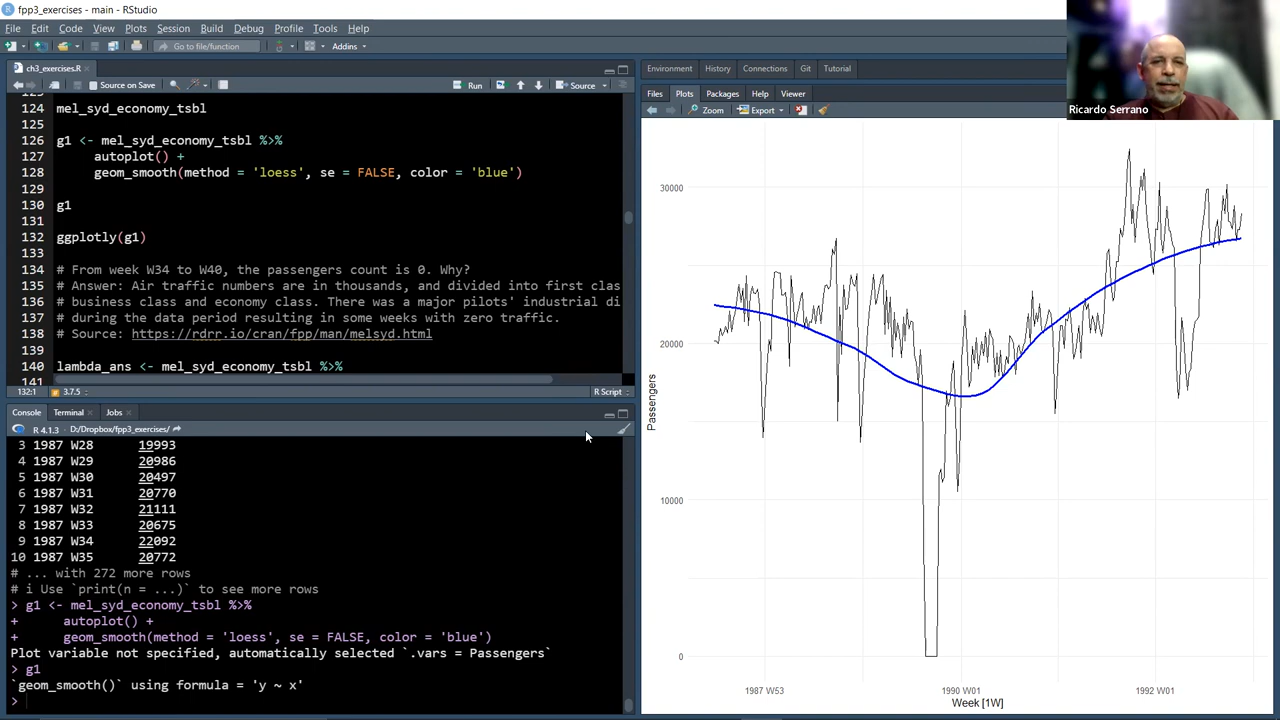 fpp3_exercises - main - RStudio
File Edit Code View Plots Session Build Debug Profile Tools Help
Go to file/function Addins
ch3_exercises.R
Source on Save Run Source
124 mel_syd_economy_tsbl
125
126 g1 <- mel_syd_economy_tsbl %>%
127 autoplot() +
128 geom_smooth(method = 'loess', se = FALSE, color = 'blue')
129
130 g1
131
132 ggplotly(g1)
133
134 # From week W34 to W40, the passengers count is 0. Why?
135 # Answer: Air traffic numbers are in thousands, and divided into first clas
136 # business class and economy class. There was a major pilots' industrial di
137 # during the data period resulting in some weeks with zero traffic.
138 # Source: https://rdrr.io/cran/fpp/man/melsyd.html
139
140 lambda_ans <- mel_syd_economy_tsbl %>%
141
132:1 3.7.5 : R Script
Console Terminal Jobs
R 4.1.3 · D:/Dropbox/fpp3_exercises/
3 1987 W28 19993
4 1987 W29 20986
5 1987 W30 20497
6 1987 W31 20770
7 1987 W32 21111
8 1987 W33 20675
9 1987 W34 22092
10 1987 W35 20772
# ... with 272 more rows
# i Use `print(n = ...)` to see more rows
> g1 <- mel_syd_economy_tsbl %>%
+ autoplot() +
+ geom_smooth(method = 'loess', se = FALSE, color = 'blue')
Plot variable not specified, automatically selected `.vars = Passengers`
> g1
`geom_smooth()` using formula = 'y ~ x'
>
Environment History Connections Git Tutorial
Files Plots Packages Help Viewer
Zoom Export
Ricardo Serrano
30000
20000
10000
0
Passengers
1987 W53 1990 W01 1992 W01
Week [1W]